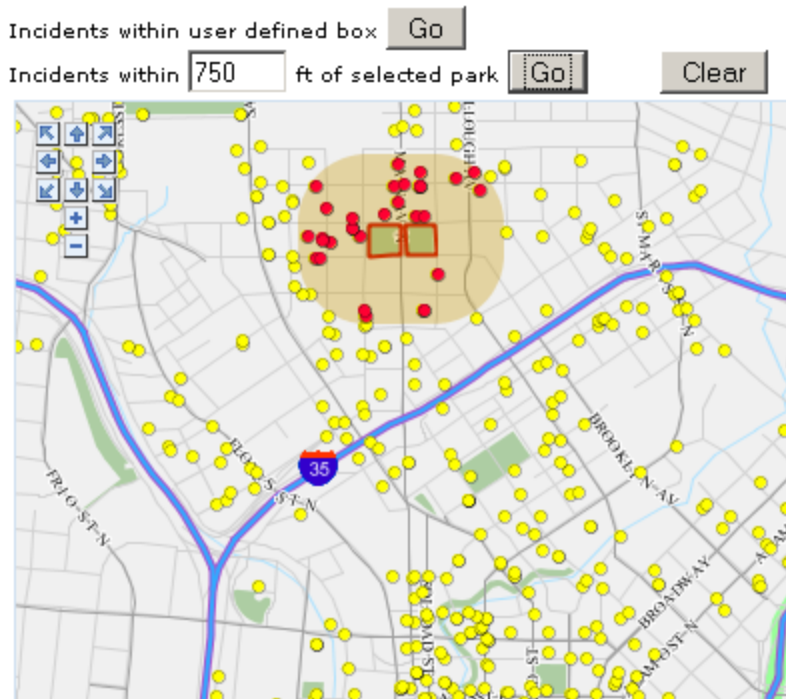 Incidents within user defined box Go
Incidents within 750 ft of selected park Go Clear
ST-MARYS-ST-N
35
FLORES-ST-N
BROOKLYN-AV
FRIO-ST-N
BROADWAY